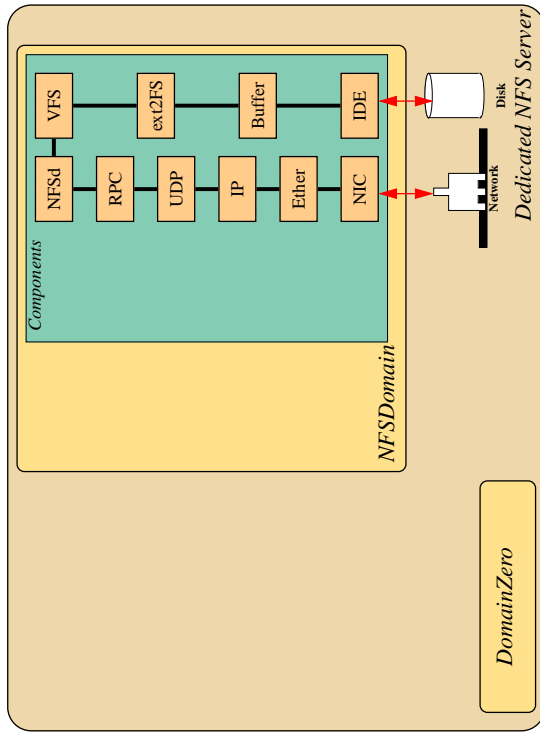 Components
NFSd
VFS
RPC
ext2FS
UDP
IP
Buffer
Ether
NIC
IDE
NFSDomain
Network
Disk
DomainZero
Dedicated NFS Server